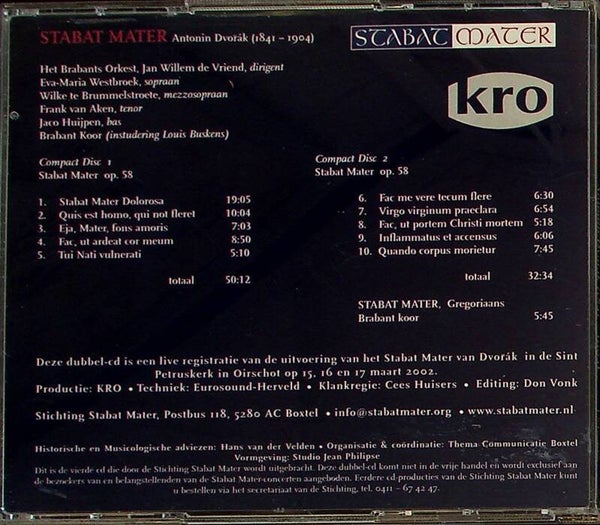 STABAT MATER Antonin Dvořák (1841 – 1904)
STABAT MATER
Het Brabants Orkest, Jan Willem de Vriend, dirigent
Eva-Maria Westbroek, sopraan
Wilke te Brummelstroete, mezzosopraan
Frank van Aken, tenor
Jaco Huijpen, bas
Brabant Koor (instudering Louis Buskens)
kro
Compact Disc 1
Stabat Mater op. 58
1. Stabat Mater Dolorosa 19:05
2. Quis est homo, qui not fleret 10:04
3. Eja, Mater, fons amoris 7:03
4. Fac, ut ardeat cor meum 8:50
5. Tui Nati vulnerati 5:10
totaal 50:12
Compact Disc 2
Stabat Mater op. 58
6. Fac me vere tecum flere 6:30
7. Virgo virginum praeclara 6:54
8. Fac, ut portem Christi mortem 5:18
9. Inflammatus et accensus 6:06
10. Quando corpus morietur 7:45
totaal 32:34
STABAT MATER, Gregoriaans
Brabant koor 5:45
Deze dubbel-cd is een live registratie van de uitvoering van het Stabat Mater van Dvořák in de Sint
Petruskerk in Oirschot op 15, 16 en 17 maart 2002.
Productie: KRO • Techniek: Eurosound-Herveld • Klankregie: Cees Huisers • Editing: Don Vonk
Stichting Stabat Mater, Postbus 118, 5280 AC Boxtel • info@stabatmater.org • www.stabatmater.nl
Historische en Musicologische adviezen: Hans van der Velden • Organisatie & coördinatie: Thema Communicatie Boxtel
Vormgeving: Studio Jean Philipse
Dit is de vierde cd die door de Stichting Stabat Mater wordt uitgebracht. Deze dubbel-cd komt niet in de vrije handel en wordt exclusief aan
de bezoekers van en belangstellenden van de Stabat Mater-concerten aangeboden. Eerdere cd-producties van de Stichting Stabat Mater kunt
u bestellen via het secretariaat van de Stichting, tel. 0411 – 67 42 47.